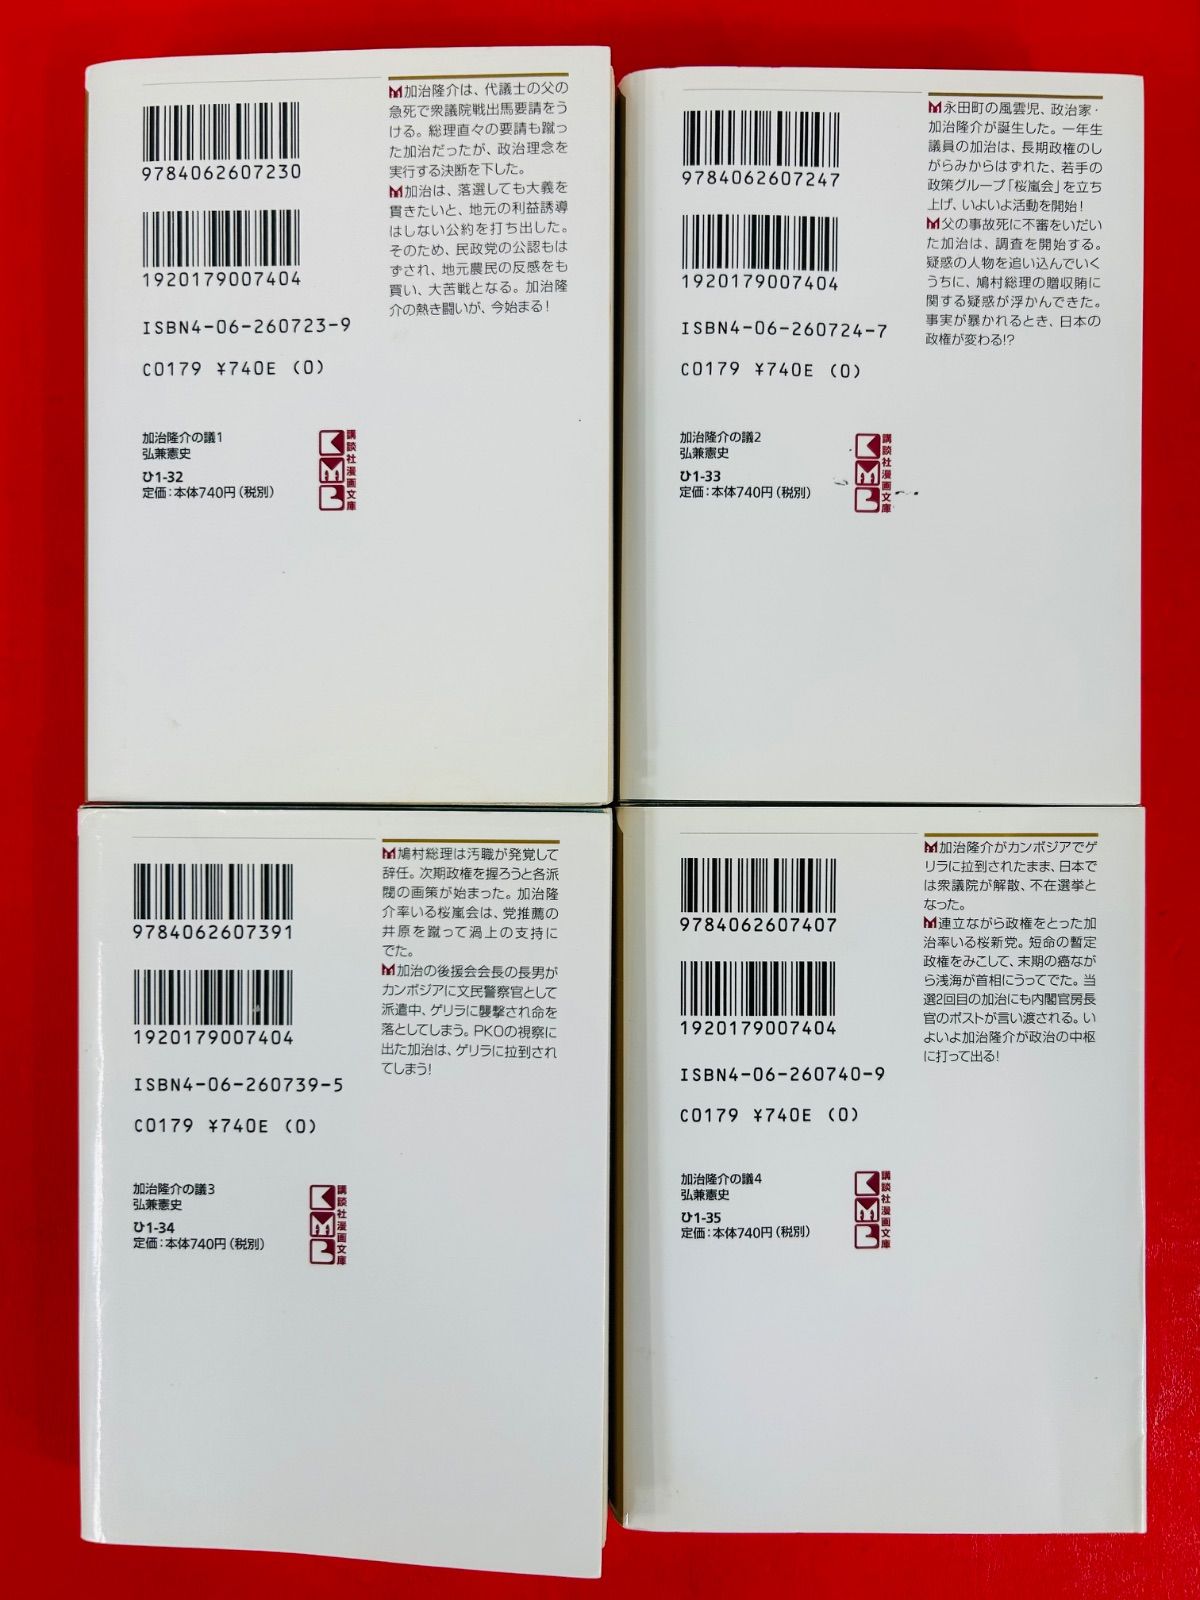 9784062607230
1920179007404
ISBN4-06-260723-9
C0179 ¥740E (0)
加治隆介の議1
弘兼憲史
ひ1-32
定価:本体740円(税別)
KMB
講談社漫画文庫
加治隆介は、代議士の父の
急死で衆議院戦出馬要請をう
ける。総理直々の要請も蹴っ
た加治だったが、政治理念を
実行する決断を下した。
加治は、落選しても大義を
貫きたいと、地元の利益誘導
はしない公約を打ち出した。
そのため、民政党の公認もは
ずされ、地元農民の反感をも
買い、大苦戦となる。加治隆
介の熱き闘いが、今始まる!
9784062607247
1920179007404
ISBN4-06-260724-7
C0179 ¥740E (0)
加治隆介の議2
弘兼憲史
ひ1-33
定価:本体740円(税別)
KMB
講談社漫画文庫
永田町の風雲児、政治家・
加治隆介が誕生した。一年生
議員の加治は、長期政権のし
がらみからはずれた、若手の
政策グループ「桜嵐会」を立ち
上げ、いよいよ活動を開始!
父の事故死に不審をいだい
た加治は、調査を開始する。
疑惑の人物を追い込んでいく
うちに、鳩村総理の贈収賄に
関する疑惑が浮かんできた。
事実が暴かれるとき、日本の
政権が変わる!?
9784062607391
1920179007404
ISBN4-06-260739-5
C0179 ¥740E (0)
加治隆介の議3
弘兼憲史
ひ1-34
定価:本体740円(税別)
KMB
講談社漫画文庫
鳩村総理は汚職が発覚して
辞任。次期政権を握ろうと各派
閥の画策が始まった。加治隆
介率いる桜嵐会は、党推薦の
井原を蹴って渦上の支持に
でた。
加治の後援会会長の長男が
カンボジアに文民警察官として
派遣中、ゲリラに襲撃され命を
落としてしまう。PKOの視察に
出た加治は、ゲリラに拉致され
てしまう!
9784062607407
1920179007404
ISBN4-06-260740-9
C0179 ¥740E (0)
加治隆介の議4
弘兼憲史
ひ1-35
定価:本体740円(税別)
KMB
講談社漫画文庫
加治隆介がカンボジアでゲ
リラに拉致されたまま、日本で
は衆議院が解散、不在選挙と
なった。
連立ながら政権をとった加
治率いる桜新党。短命の暫定
政権をみこして、末期の癌なが
ら浅海が首相にうってでた。当
選2回目の加治にも内閣官房長
官のポストが言い渡される。い
よいよ加治隆介が政治の中枢
に打って出る!